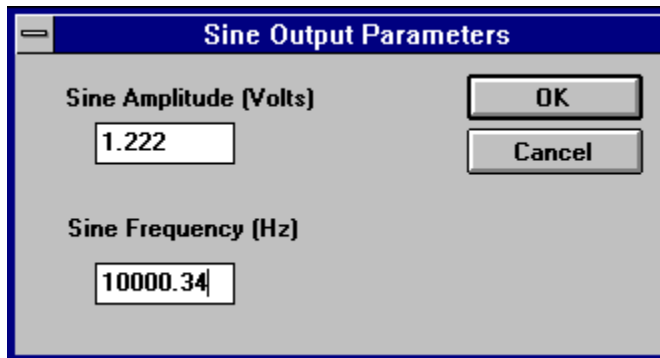 Sine Output Parameters
Sine Amplitude (Volts)
1.222
OK
Cancel
Sine Frequency (Hz)
10000.34